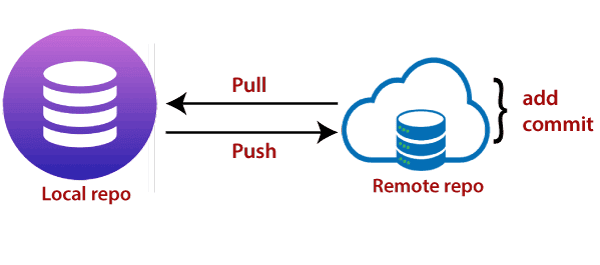 Pull
Push
add
commit
Local repo
Remote repo